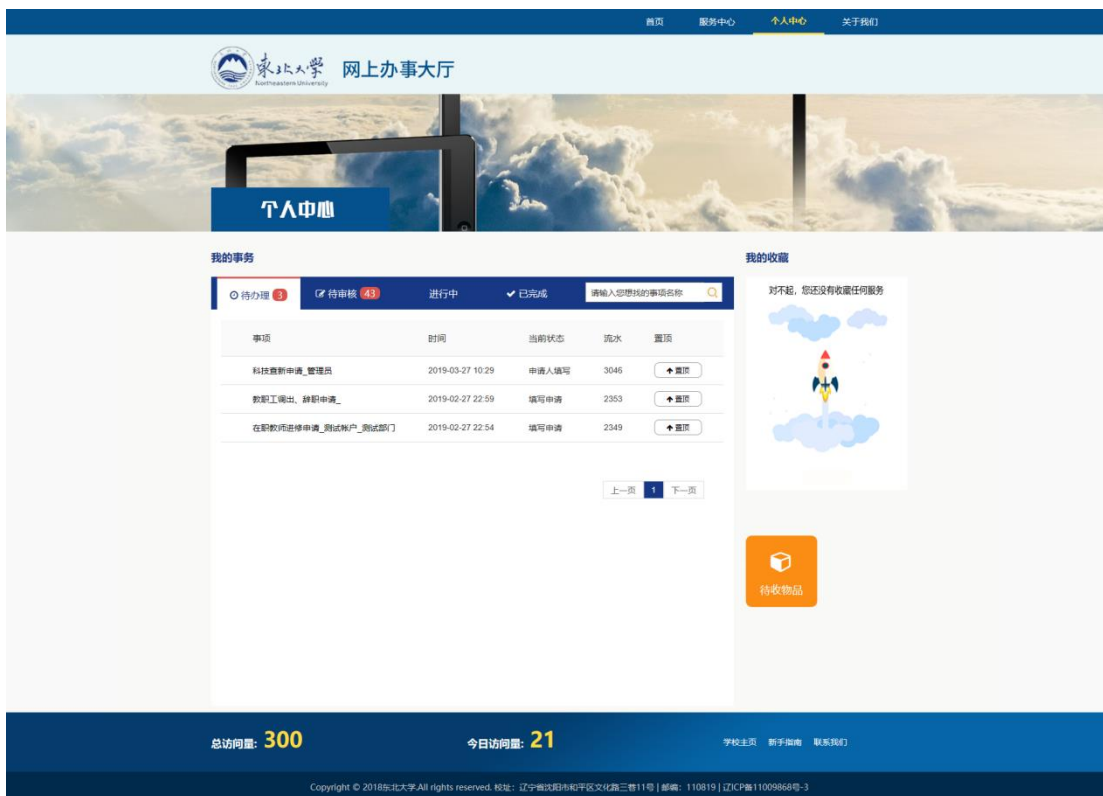 首页 服务中心 个人中心 关于我们
东北大学 网上办事大厅
Northeastern University
个人中心
我的事务 我的收藏
待办理 3 待审核 43 进行中 已完成 请输入您想找的事项名称
对不起，您还没有收藏任何服务
事项 时间 当前状态 流水 置顶
科技查新申请_管理员 2019-03-27 10:29 申请人填写 3046 置顶
教职工调出、辞职申请_ 2019-02-27 22:59 填写申请 2353 置顶
在职教师进修申请_测试帐户_测试部门 2019-02-27 22:54 填写申请 2349 置顶
上一页 1 下一页
待收物品
总访问量: 300 今日访问量: 21 学校主页 新手指南 联系我们
Copyright © 2018东北大学.All rights reserved. 校址：辽宁省沈阳市和平区文化路三巷11号 | 邮编：110819 | 辽ICP备11009868号-3